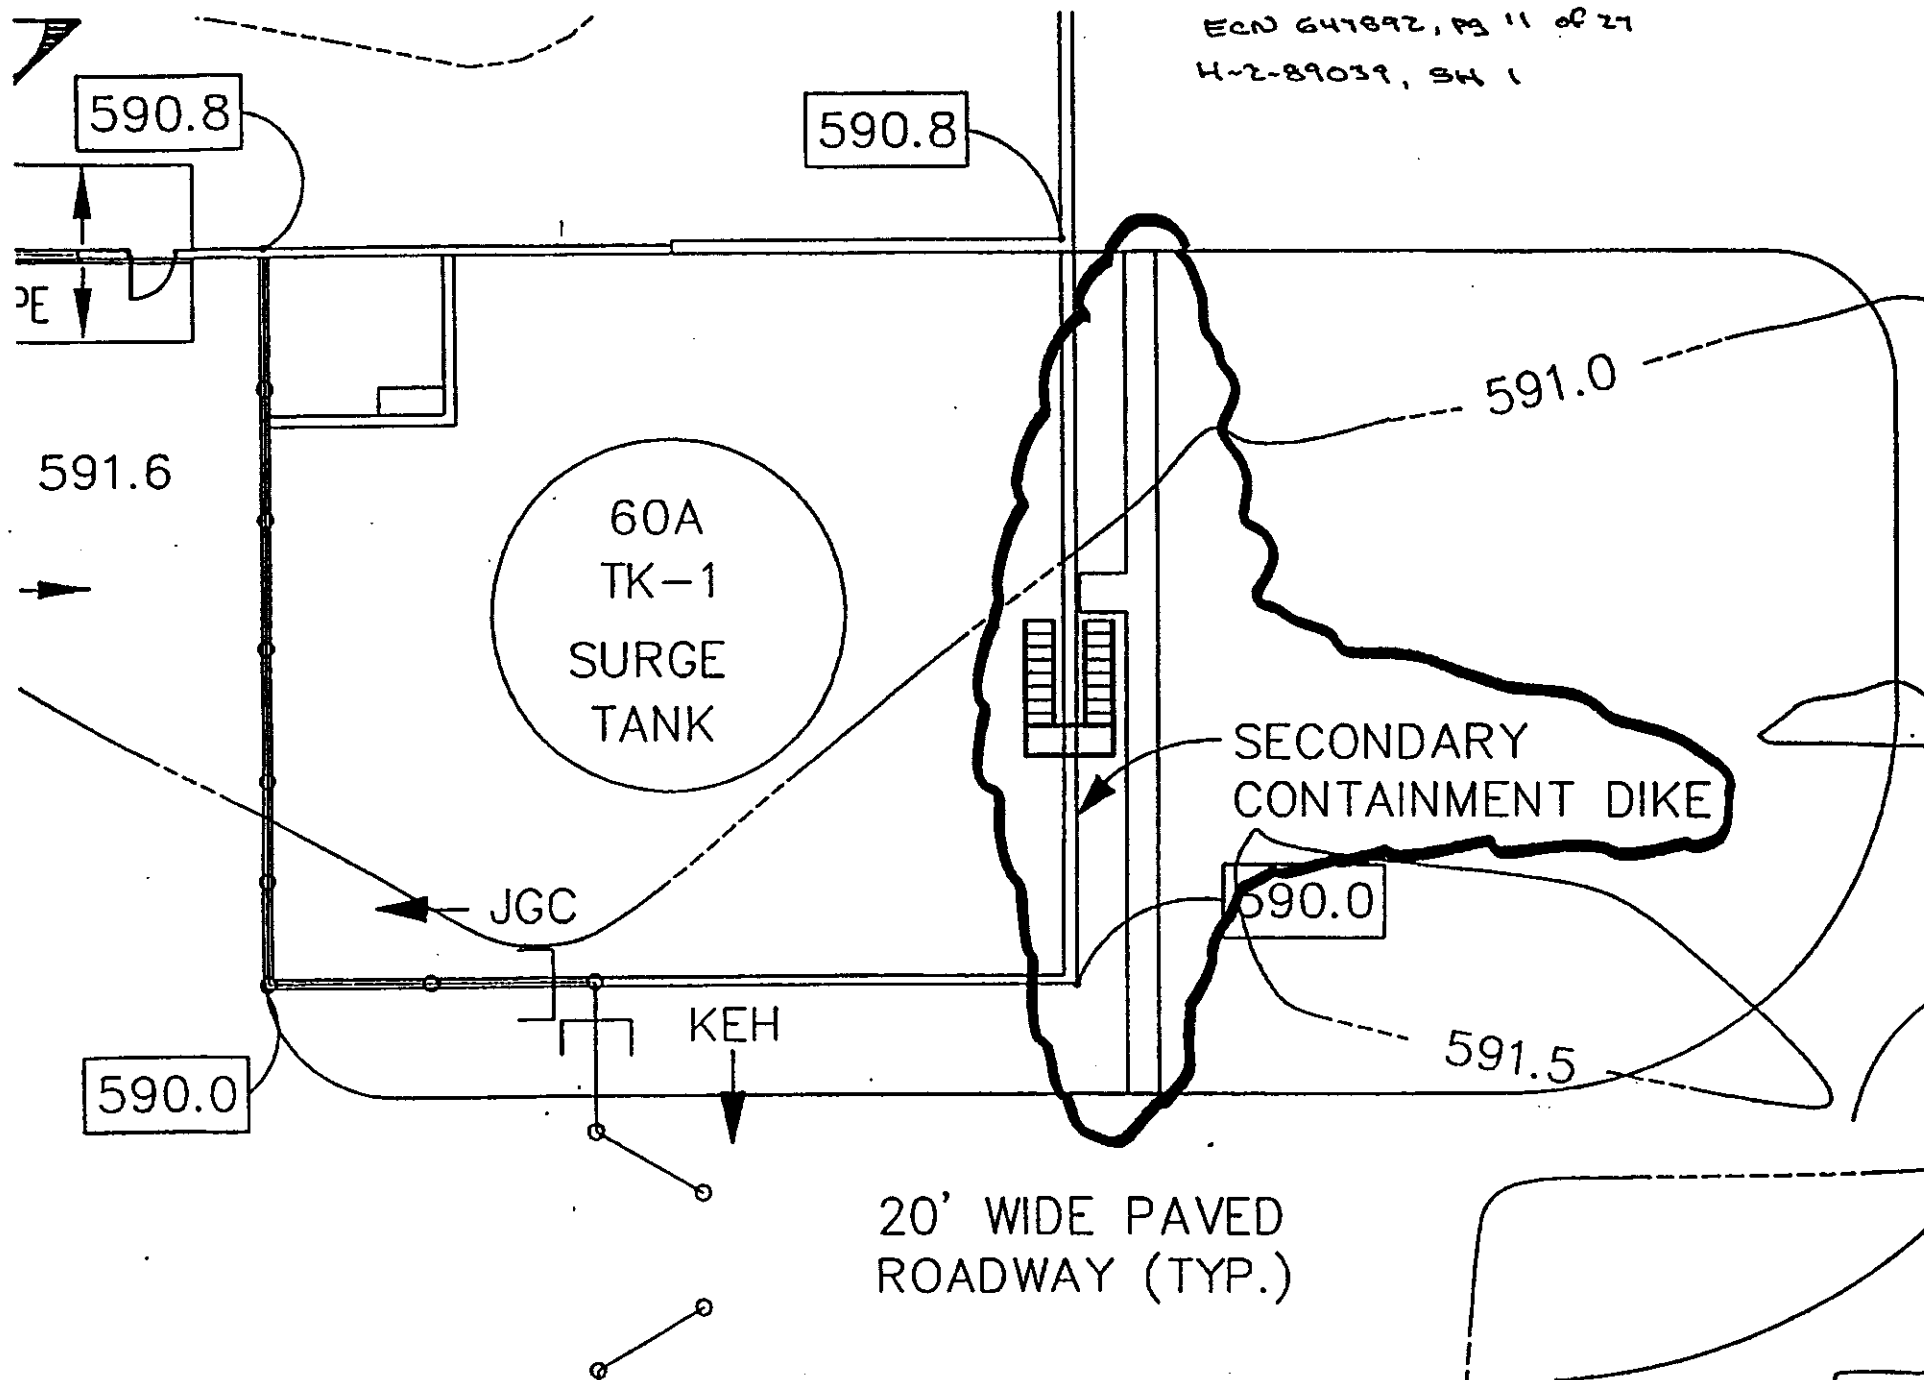 ECN 647892, pg 11 of 27
H-2-89039, SH 1
590.8
590.8
PE
591.0
591.6
60A
TK-1
SURGE
TANK
SECONDARY
CONTAINMENT DIKE
590.0
JGC
KEH
591.5
590.0
20' WIDE PAVED
ROADWAY (TYP.)